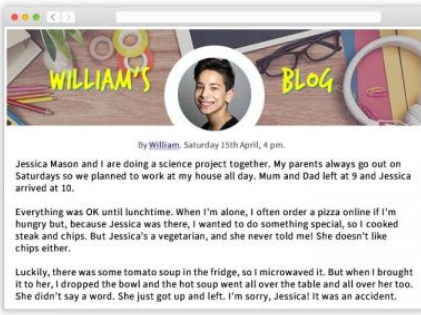 WILLIAM'S BLOG
By William. Saturday 15th April, 4 pm.
Jessica Mason and I are doing a science project together. My parents always go out on
Saturdays so we planned to work at my house all day. Mum and Dad left at 9 and Jessica
arrived at 10.
Everything was OK until lunchtime. When I'm alone, I often order a pizza online if I'm
hungry but, because Jessica was there, I wanted to do something special, so I cooked
steak and chips. But Jessica's a vegetarian, and she never told me! She doesn't like
chips either.
Luckily, there was some tomato soup in the fridge, so I microwaved it. But when I brought
it to her, I dropped the bowl and the hot soup went all over the table and all over her too.
She didn't say a word. She just got up and left. I'm sorry, Jessica! It was an accident.